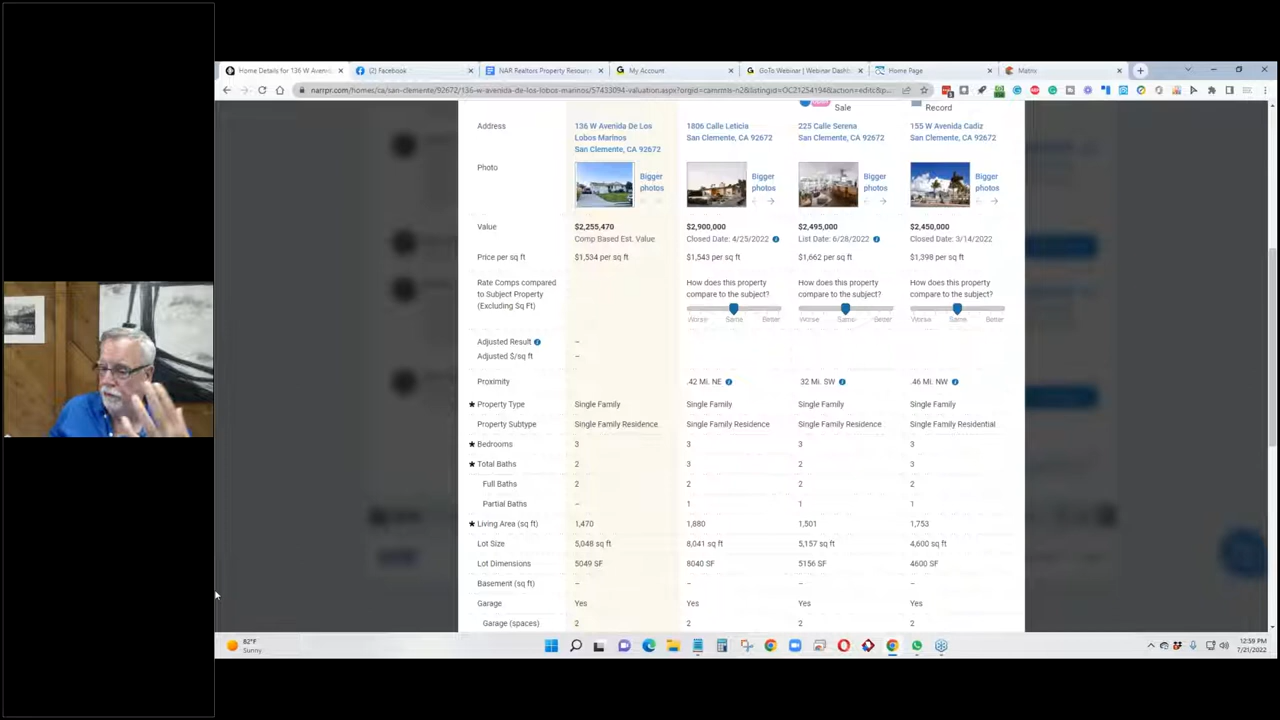 Home Details for 136 W Aveni
(2) Facebook
NAR Realtors Property Resourc
My Account
GoTo Webinar | Webinar Dashb
Home Page
Matrix
narrpr.com/homes/ca/san-clemente/92672/136-w-avenida-de-los-lobos-marinos/57433094-valuation.aspx?orgid=camrmls-n2&listingid=OC21254194&action=editc&p...
Sale
Record
Address
136 W Avenida De Los
Lobos Marinos
San Clemente, CA 92672
1806 Calle Leticia
San Clemente, CA 92672
225 Calle Serena
San Clemente, CA 92672
155 W Avenida Cadiz
San Clemente, CA 92672
Photo
Bigger
photos
Bigger
photos
Bigger
photos
Bigger
photos
Value
$2,255,470
$2,900,000
$2,495,000
$2,450,000
Comp Based Est. Value
Closed Date: 4/25/2022
List Date: 6/28/2022
Closed Date: 3/14/2022
Price per sq ft
$1,534 per sq ft
$1,543 per sq ft
$1,662 per sq ft
$1,398 per sq ft
Rate Comps compared
to Subject Property
(Excluding Sq Ft)
How does this property
compare to the subject?
How does this property
compare to the subject?
How does this property
compare to the subject?
Worse Same Better
Worse Same Better
Worse Same Better
Adjusted Result
–
Adjusted $/sq ft
–
Proximity
.42 Mi. NE
.32 Mi. SW
.46 Mi. NW
Property Type
Single Family
Single Family
Single Family
Single Family
Property Subtype
Single Family Residence
Single Family Residence
Single Family Residence
Single Family Residential
Bedrooms
3
3
3
3
Total Baths
2
3
2
3
Full Baths
2
2
2
2
Partial Baths
–
1
1
1
Living Area (sq ft)
1,470
1,880
1,501
1,753
Lot Size
5,048 sq ft
8,041 sq ft
5,157 sq ft
4,600 sq ft
Lot Dimensions
5049 SF
8040 SF
5156 SF
4600 SF
Basement (sq ft)
–
–
–
–
Garage
Yes
Yes
Yes
Yes
Garage (spaces)
2
2
2
2
82°F
Sunny
12:59 PM
7/21/2022